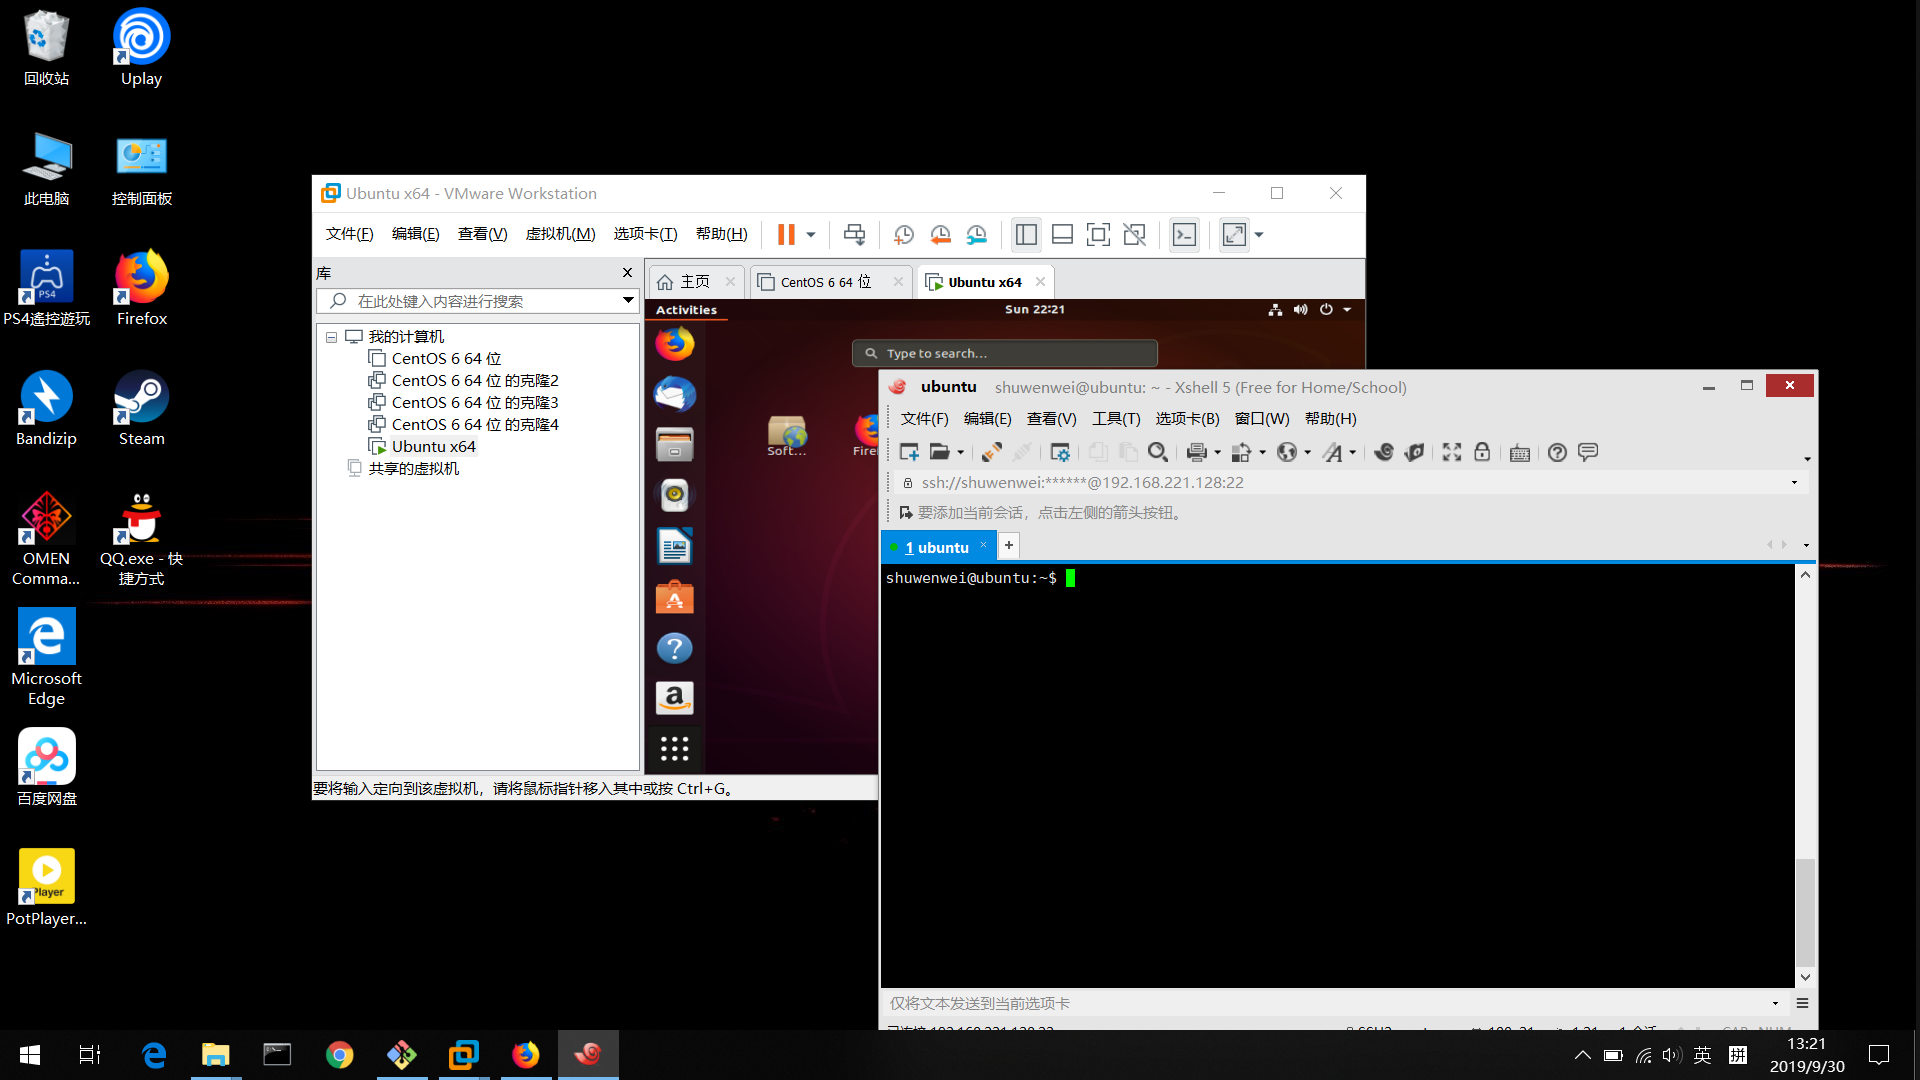 回收站
Uplay
此电脑
控制面板
PS4
PS4遙控遊玩
Firefox
Bandizip
Steam
OMEN
Comma...
QQ.exe - 快
捷方式
Microsoft
Edge
百度网盘
Player
PotPlayer...
Ubuntu x64 - VMware Workstation
文件(F) 编辑(E) 查看(V) 虚拟机(M) 选项卡(T) 帮助(H)
库
在此处键入内容进行搜索
我的计算机
CentOS 6 64 位
CentOS 6 64 位 的克隆2
CentOS 6 64 位 的克隆3
CentOS 6 64 位 的克隆4
Ubuntu x64
共享的虚拟机
主页
CentOS 6 64 位
Ubuntu x64
Activities
Sun 22:21
Type to search...
Soft...
要将输入定向到该虚拟机，请将鼠标指针移入其中或按 Ctrl+G。
ubuntu shuwenwei@ubuntu: ~ - Xshell 5 (Free for Home/School)
文件(F) 编辑(E) 查看(V) 工具(T) 选项卡(B) 窗口(W) 帮助(H)
ssh://shuwenwei:******@192.168.221.128:22
要添加当前会话，点击左侧的箭头按钮。
1 ubuntu
+
shuwenwei@ubuntu:~$
仅将文本发送到当前选项卡
英
拼
13:21
2019/9/30